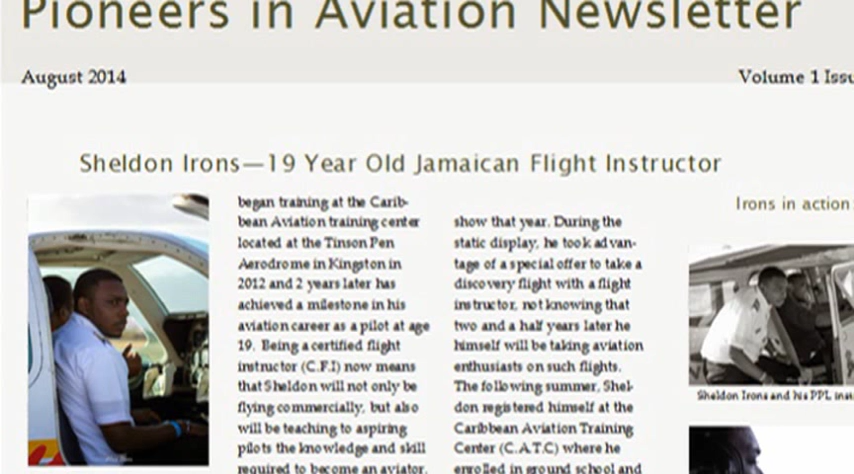 Pioneers in Aviation Newsletter
August 2014
Volume 1
Sheldon Irons—19 Year Old Jamaican Flight Instructor
began training at the Carib-
bean Aviation training center
located at the Tinson Pen
Aerodrome in Kingston in
2012 and 2 years later has
achieved a milestone in his
aviation career as a pilot at age
19. Being a certified flight
instructor (C.F.I) now means
that Sheldon will not only be
flying commercially, but also
will be teaching to aspiring
pilots the knowledge and skill
required to become an aviator.
show that year. During the
static display, he took advan-
tage of a special offer to take a
discovery flight with a flight
instructor, not knowing that
two and a half years later he
himself will be taking aviation
enthusiasts on such flights.
The following summer, Shel-
don registered himself at the
Caribbean Aviation Training
Center (C.A.T.C) where he
enrolled in ground school and
Irons in action
Sheldon Irons and his PPL